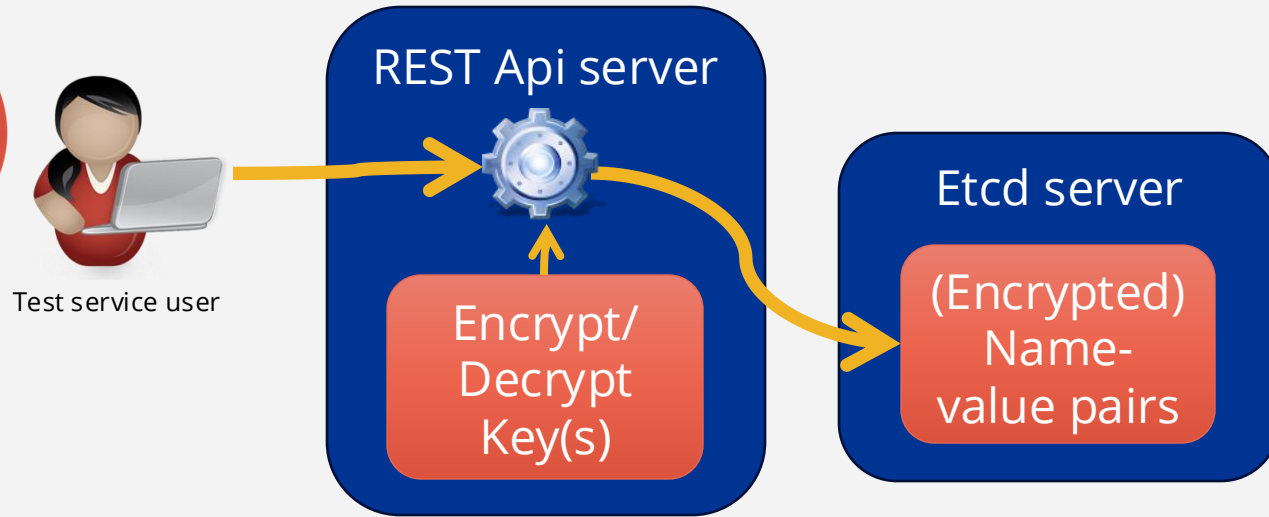 Test service user
REST Api server
Encrypt/
Decrypt
Key(s)
Etcd server
(Encrypted)
Name-
value pairs